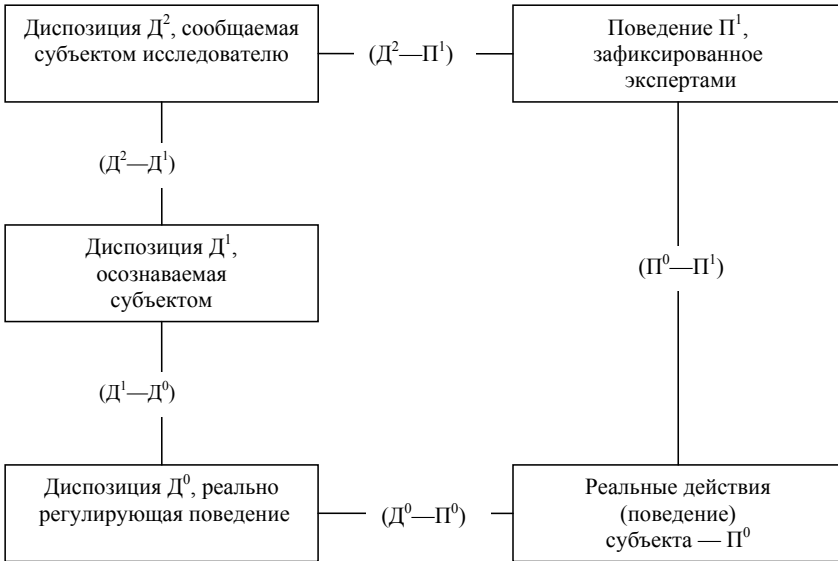 Диспозиция Д², сообщаемая
субъектом исследователю
(Д²—П¹)
Поведение П¹,
зафиксированное
экспертами
(Д²—Д¹)
Диспозиция Д¹,
осознаваемая
субъектом
(П⁰—П¹)
(Д¹—Д⁰)
Диспозиция Д⁰, реально
регулирующая поведение
(Д⁰—П⁰)
Реальные действия
(поведение)
субъекта — П⁰